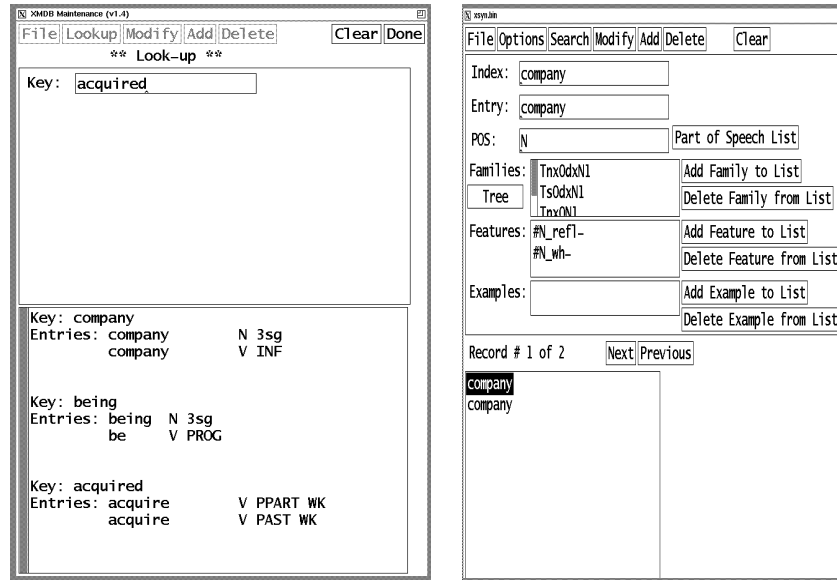 XMDB Maintenance (v1.4)
File Lookup Modify Add Delete Clear Done
** Look-up **
Key: acquired
Key: company
Entries: company N 3sg
company V INF
Key: being
Entries: being N 3sg
be V PROG
Key: acquired
Entries: acquire V PPART WK
acquire V PAST WK
xsyn.bin
File Options Search Modify Add Delete Clear
Index: company
Entry: company
POS: N Part of Speech List
Families: TnxOdxN1 Add Family to List
Tree TsOdxN1 Delete Family from List
TnxON1
Features: #N_refl- Add Feature to List
#N_wh- Delete Feature from List
Examples: Add Example to List
Delete Example from List
Record # 1 of 2 Next Previous
company
company